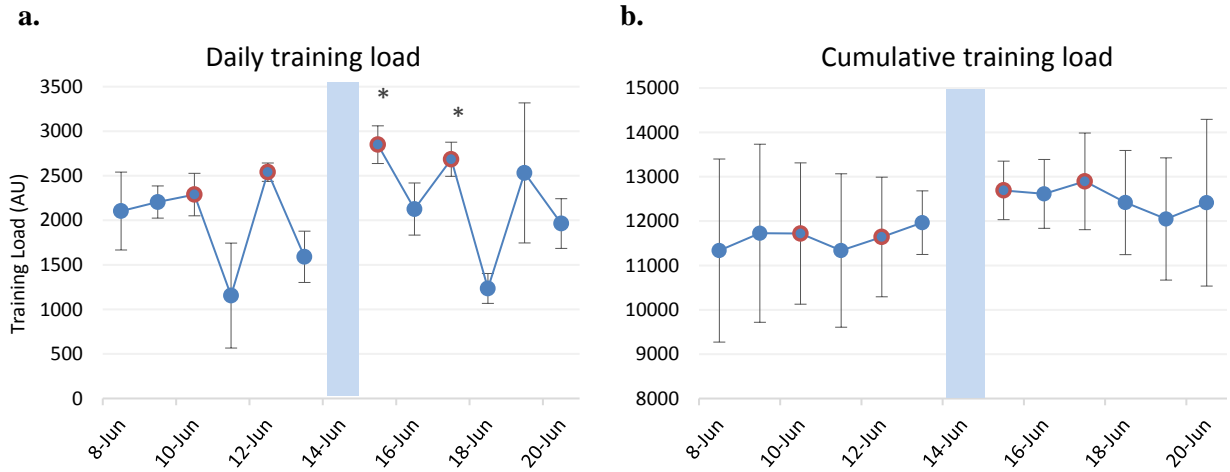 a.
Daily training load
3500
3000
2500
2000
1500
1000
500
0
Training Load (AU)
* *
8-Jun 10-Jun 12-Jun 14-Jun 16-Jun 18-Jun 20-Jun
b.
Cumulative training load
15000
14000
13000
12000
11000
10000
9000
8000
8-Jun 10-Jun 12-Jun 14-Jun 16-Jun 18-Jun 20-Jun